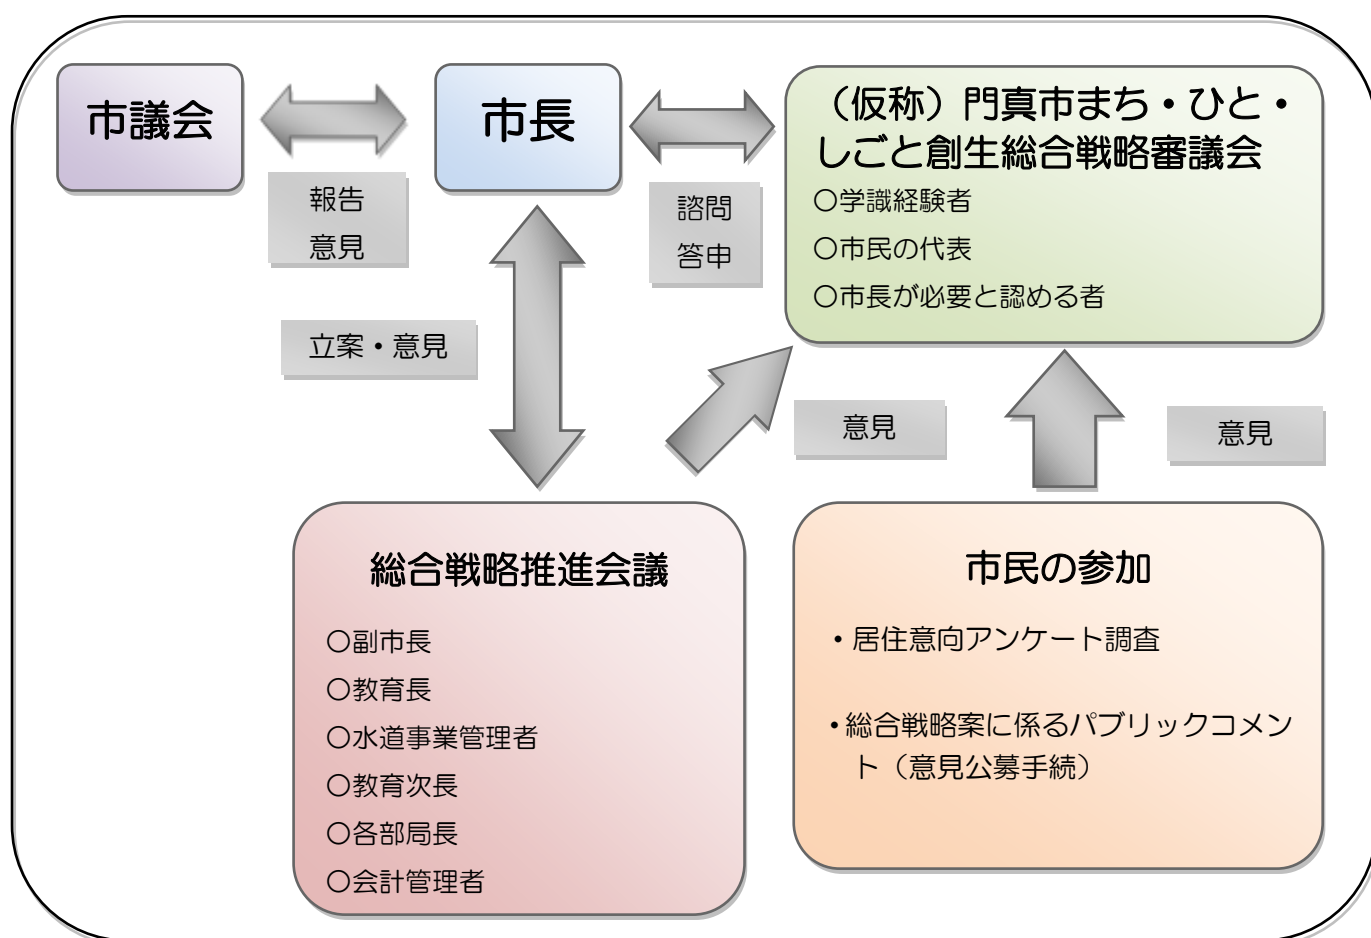 市議会
市長
（仮称）門真市まち・ひと・
しごと創生総合戦略審議会
○学識経験者
○市民の代表
○市長が必要と認める者
報告
意見
諮問
答申
立案・意見
意見
意見
総合戦略推進会議
○副市長
○教育長
○水道事業管理者
○教育次長
○各部局長
○会計管理者
市民の参加
・居住意向アンケート調査
・総合戦略案に係るパブリックコメン
ト（意見公募手続）